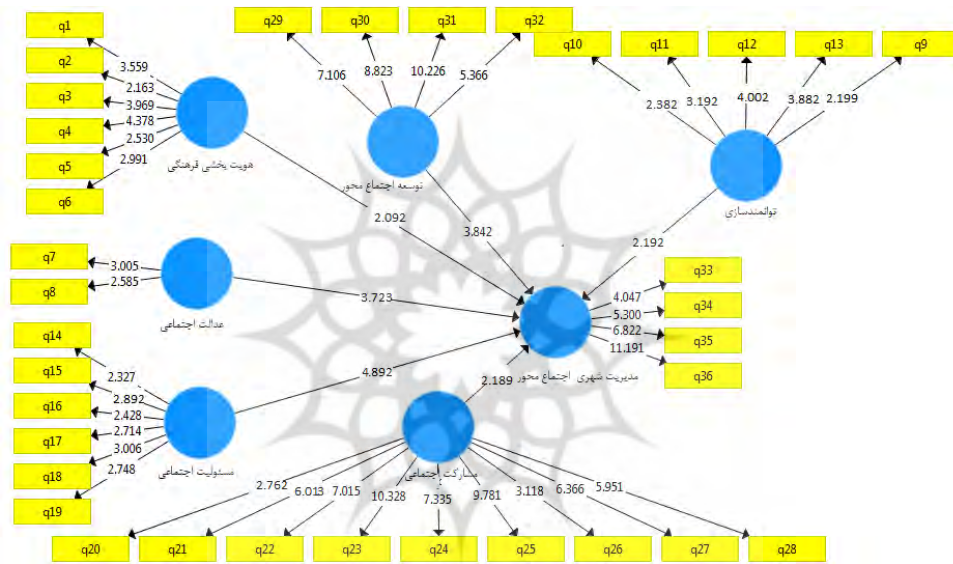 q1
q2
q3
q4
q5
q6
3.559
2.163
3.969
4.378
2.530
2.991
هویت بخشی فرهنگی
2.092
q29
q30
q31
q32
7.106
8.823
10.226
5.366
توسعه اجتماع محور
3.842
q10
q11
q12
q13
q9
2.382
3.192
4.002
3.882
2.199
توانمندسازی
2.192
q7
q8
3.005
2.585
عدالت اجتماعی
3.723
q33
q34
q35
q36
4.047
5.300
6.822
11.191
مدیریت شهری اجتماع محور
q14
q15
q16
q17
q18
q19
2.327
2.892
2.428
2.714
3.006
2.748
مسئولیت اجتماعی
4.892
2.189
مشارکت اجتماعی
2.762
6.013
7.015
10.328
7.335
9.781
3.118
6.366
5.951
q20
q21
q22
q23
q24
q25
q26
q27
q28